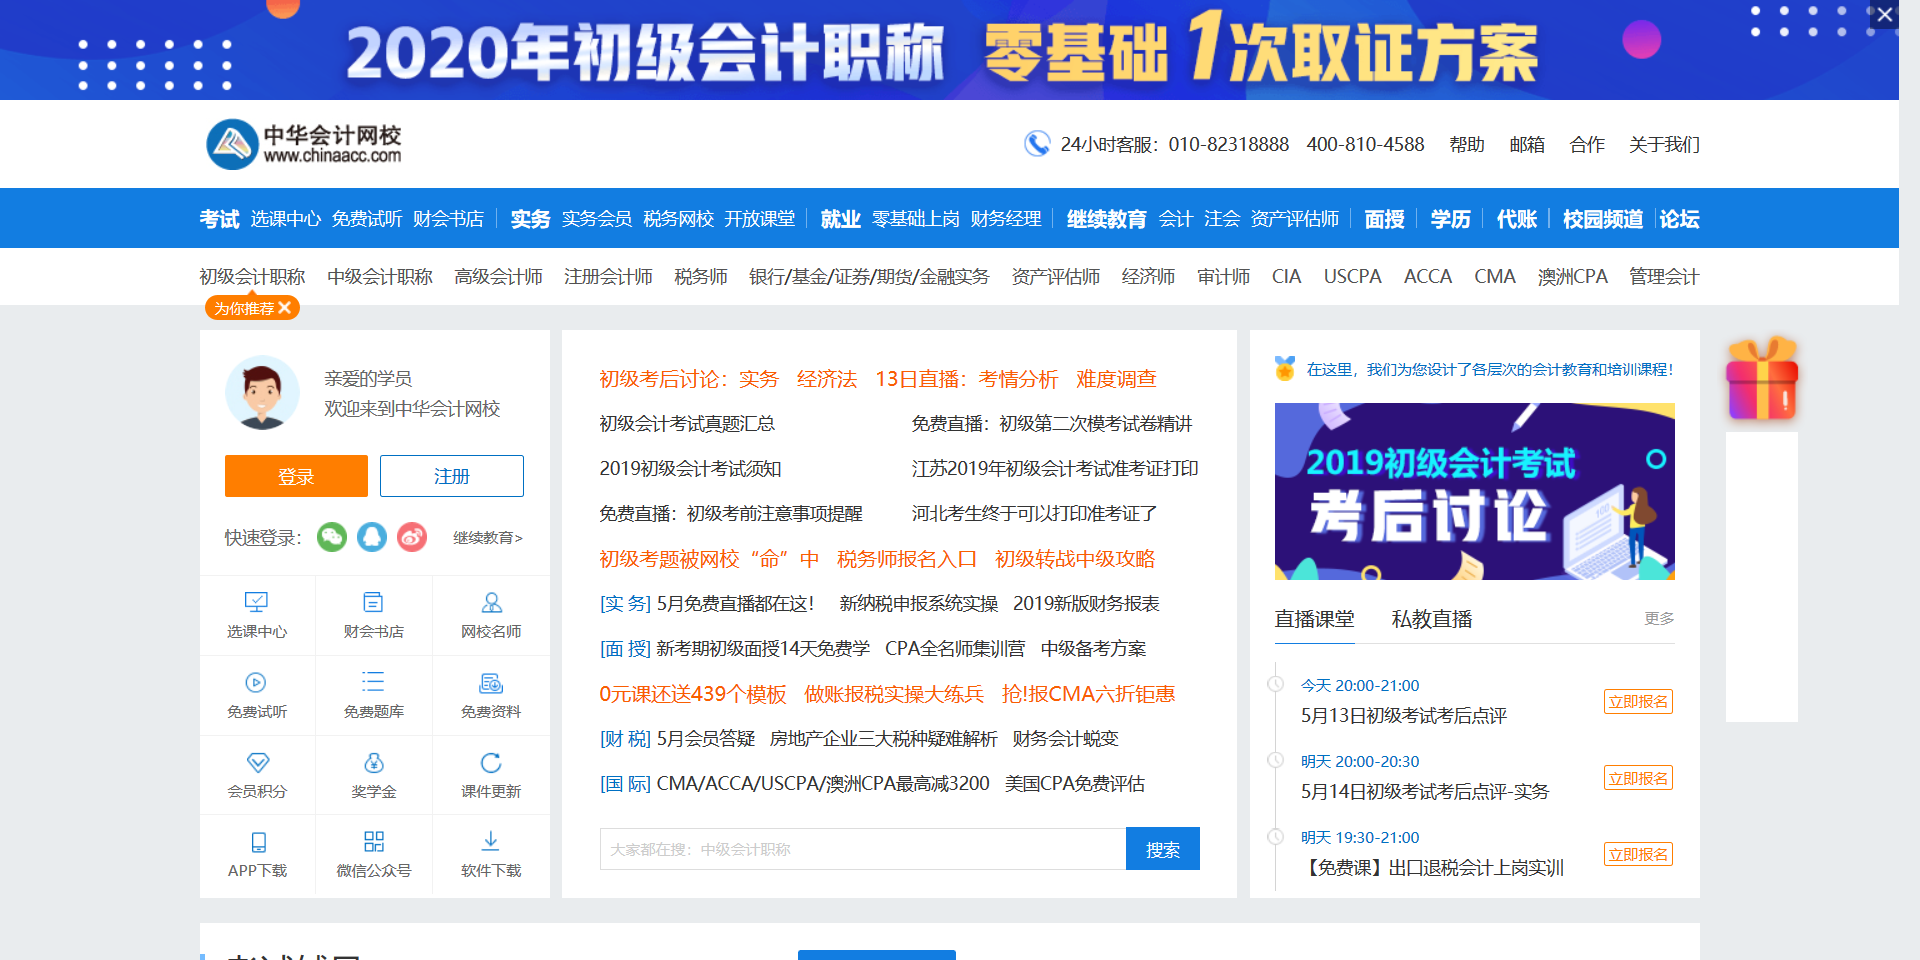 2020年初级会计职称 零基础1次取证方案
中华会计网校
www.chinaacc.com
24小时客服：010-82318888 400-810-4588 帮助 邮箱 合作 关于我们
考试 选课中心 免费试听 财会书店 实务 实务会员 税务网校 开放课堂 就业 零基础上岗 财务经理 继续教育 会计 注会 资产评估师 面授 学历 代账 校园频道 论坛
初级会计职称 中级会计职称 高级会计师 注册会计师 税务师 银行/基金/证券/期货/金融实务 资产评估师 经济师 审计师 CIA USCPA ACCA CMA 澳洲CPA 管理会计
为你推荐
亲爱的学员
欢迎来到中华会计网校
登录 注册
快速登录： 继续教育>
选课中心 财会书店 网校名师
免费试听 免费题库 免费资料
会员积分 奖学金 课件更新
APP下载 微信公众号 软件下载
初级考后讨论：实务 经济法 13日直播：考情分析 难度调查
初级会计考试真题汇总 免费直播：初级第二次模考试卷精讲
2019初级会计考试须知 江苏2019年初级会计考试准考证打印
免费直播：初级考前注意事项提醒 河北考生终于可以打印准考证了
初级考题被网校“命”中 税务师报名入口 初级转战中级攻略
[实 务] 5月免费直播都在这！ 新纳税申报系统实操 2019新版财务报表
[面 授] 新考期初级面授14天免费学 CPA全名师集训营 中级备考方案
0元课还送439个模板 做账报税实操大练兵 抢!报CMA六折钜惠
[财 税] 5月会员答疑 房地产企业三大税种疑难解析 财务会计蜕变
[国 际] CMA/ACCA/USCPA/澳洲CPA最高减3200 美国CPA免费评估
大家都在搜：中级会计职称 搜索
在这里，我们为您设计了各层次的会计教育和培训课程！
2019初级会计考试
考后讨论
直播课堂 私教直播 更多
今天 20:00-21:00
5月13日初级考试考后点评 立即报名
明天 20:00-20:30
5月14日初级考试考后点评-实务 立即报名
明天 19:30-21:00
【免费课】出口退税会计上岗实训 立即报名